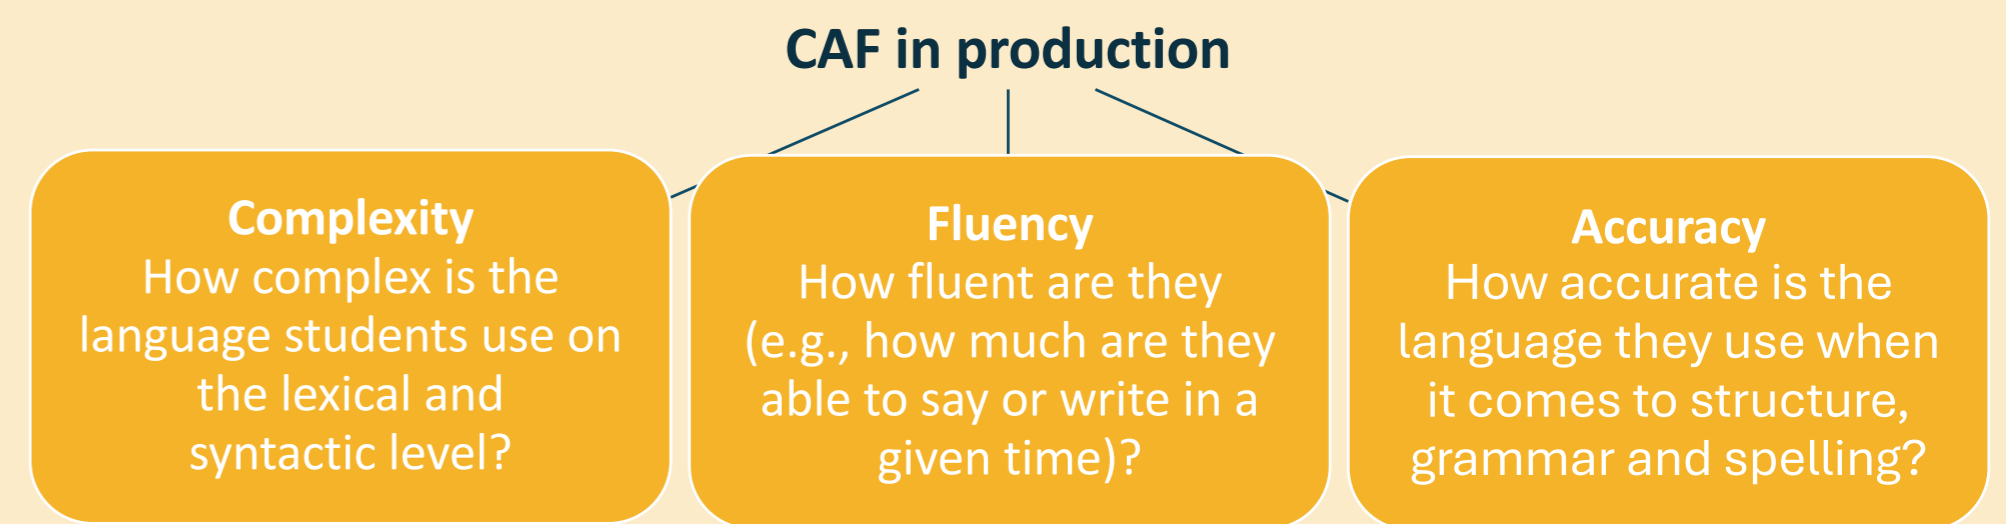 CAF in production
Complexity
How complex is the
language students use on
the lexical and
syntactic level?
Fluency
How fluent are they
(e.g., how much are they
able to say or write in a
given time)?
Accuracy
How accurate is the
language they use when
it comes to structure,
grammar and spelling?